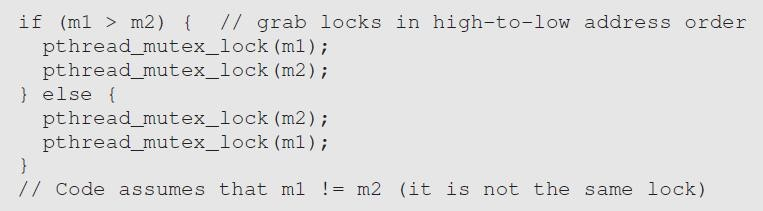 if (m1 > m2) {  // grab locks in high-to-low address order
  pthread_mutex_lock(m1);
  pthread_mutex_lock(m2);
} else {
  pthread_mutex_lock(m2);
  pthread_mutex_lock(m1);
}
// Code assumes that m1 != m2 (it is not the same lock)